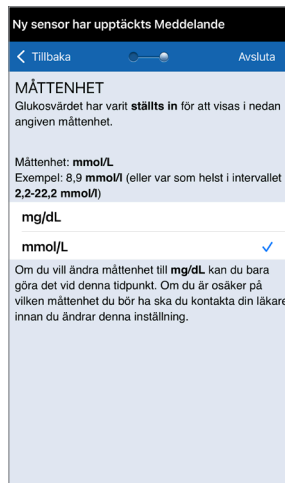 Ny sensor har upptäckts Meddelande
Tillbaka
Avsluta
MÅTTENHET
Glukosvärdet har varit ställts in för att visas i nedan
angiven måttenhet.
Måttenhet: mmol/L
Exempel: 8,9 mmol/l (eller var som helst i intervallet
2,2-22,2 mmol/l)
mg/dL
mmol/L
Om du vill ändra måttenhet till mg/dL kan du bara
göra det vid denna tidpunkt. Om du är osäker på
vilken måttenhet du bör ha ska du kontakta din läkare
innan du ändrar denna inställning.